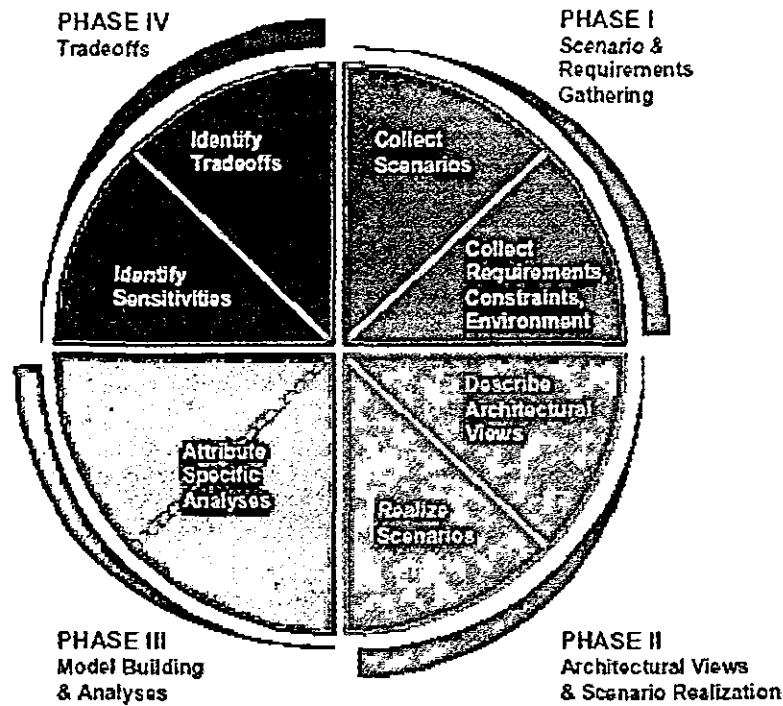 PHASE IV
Tradeoffs
PHASE I
Scenario &
Requirements
Gathering
Identify
Tradeoffs
Collect
Scenarios
Identify
Sensitivities
Collect
Requirements,
Constraints,
Environment
Attribute
Specific
Analyses
Describe
Architectural
Views
Realize
Scenarios
PHASE III
Model Building
& Analyses
PHASE II
Architectural Views
& Scenario Realization